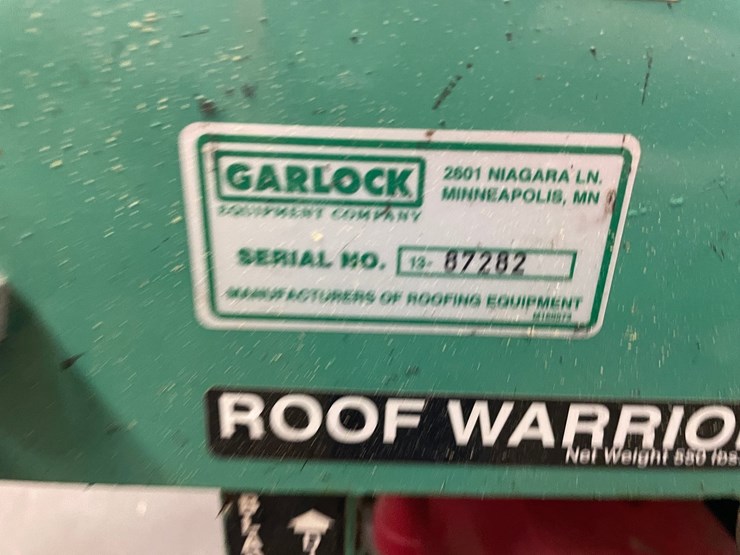 GARLOCK
EQUIPMENT COMPANY
2601 NIAGARA LN.
MINNEAPOLIS, MN
SERIAL NO. 13- 87282
MANUFACTURERS OF ROOFING EQUIPMENT
ROOF WARRIO
Net Weight 580 lbs